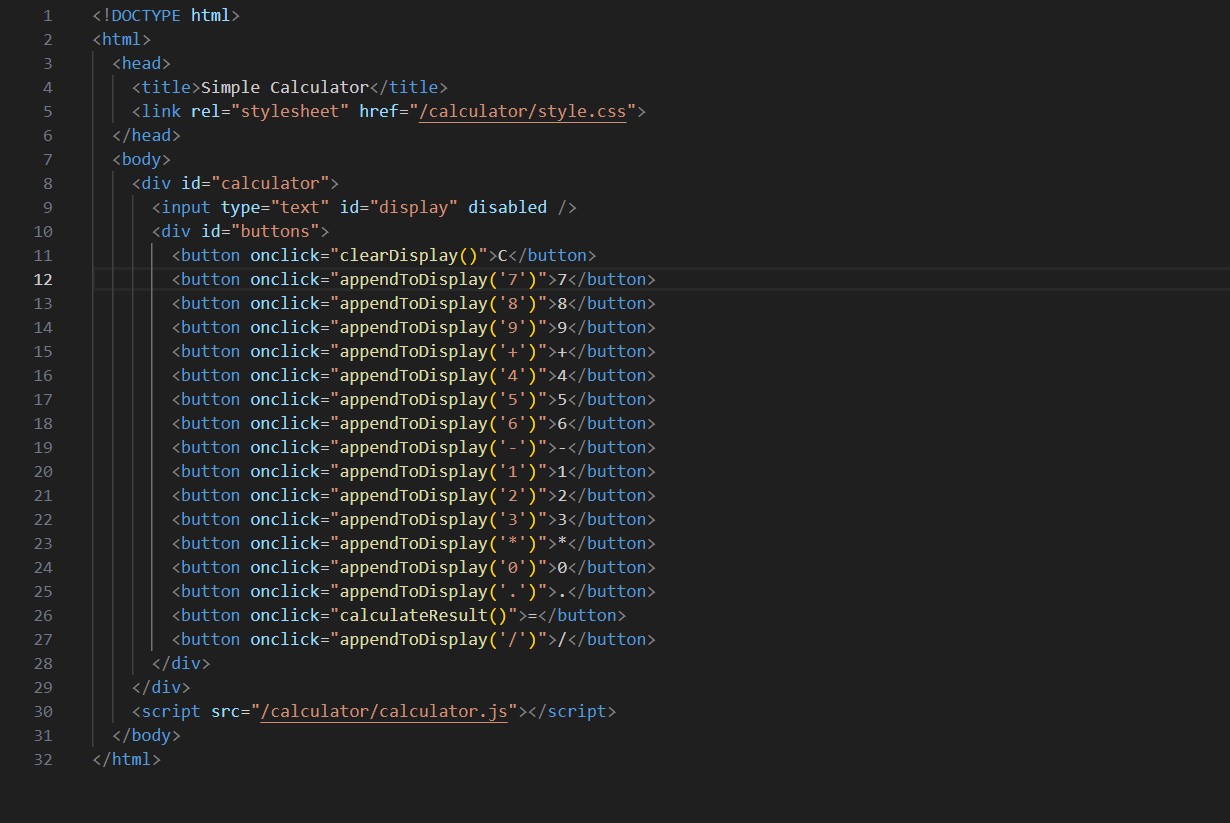 1 <!DOCTYPE html>
2 <html>
3   <head>
4     <title>Simple Calculator</title>
5     <link rel="stylesheet" href="/calculator/style.css">
6   </head>
7   <body>
8     <div id="calculator">
9       <input type="text" id="display" disabled />
10       <div id="buttons">
11         <button onclick="clearDisplay()">C</button>
12         <button onclick="appendToDisplay('7')">7</button>
13         <button onclick="appendToDisplay('8')">8</button>
14         <button onclick="appendToDisplay('9')">9</button>
15         <button onclick="appendToDisplay('+')">+</button>
16         <button onclick="appendToDisplay('4')">4</button>
17         <button onclick="appendToDisplay('5')">5</button>
18         <button onclick="appendToDisplay('6')">6</button>
19         <button onclick="appendToDisplay('-')">-</button>
20         <button onclick="appendToDisplay('1')">1</button>
21         <button onclick="appendToDisplay('2')">2</button>
22         <button onclick="appendToDisplay('3')">3</button>
23         <button onclick="appendToDisplay('*')">*</button>
24         <button onclick="appendToDisplay('0')">0</button>
25         <button onclick="appendToDisplay('.')">.</button>
26         <button onclick="calculateResult()">=</button>
27         <button onclick="appendToDisplay('/')">/</button>
28       </div>
29     </div>
30     <script src="/calculator/calculator.js"></script>
31   </body>
32 </html>